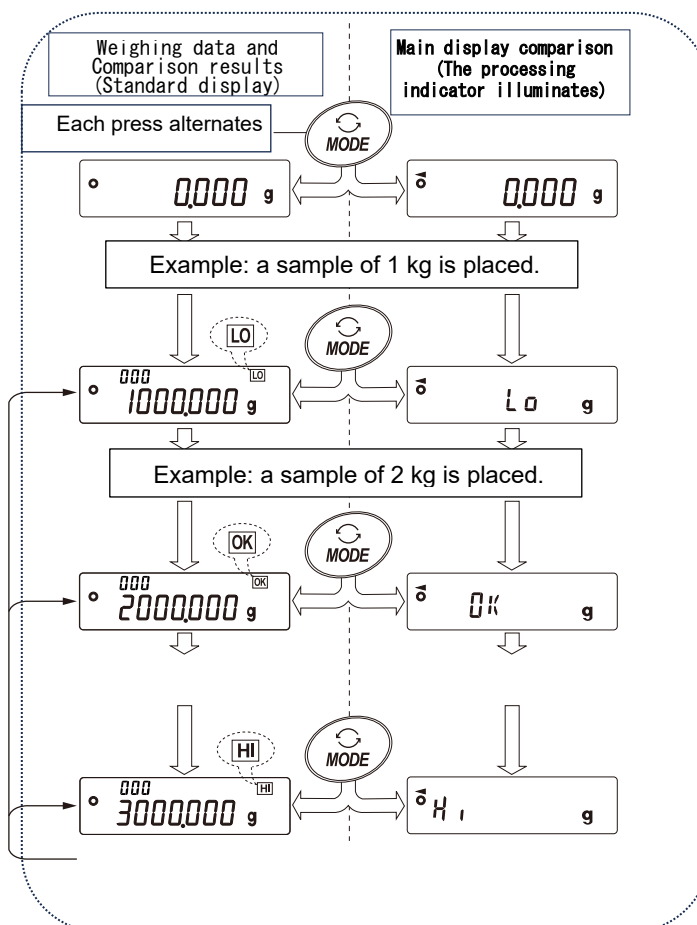 Weighing data and
Comparison results
(Standard display)
Main display comparison
(The processing
indicator illuminates)
Each press alternates
MODE
0.000 g
0.000 g
Example: a sample of 1 kg is placed.
LO
MODE
000
LO
1000.000 g
Lo g
Example: a sample of 2 kg is placed.
OK
MODE
000
OK
2000.000 g
OK g
HI
MODE
000
HI
3000.000 g
Hi g